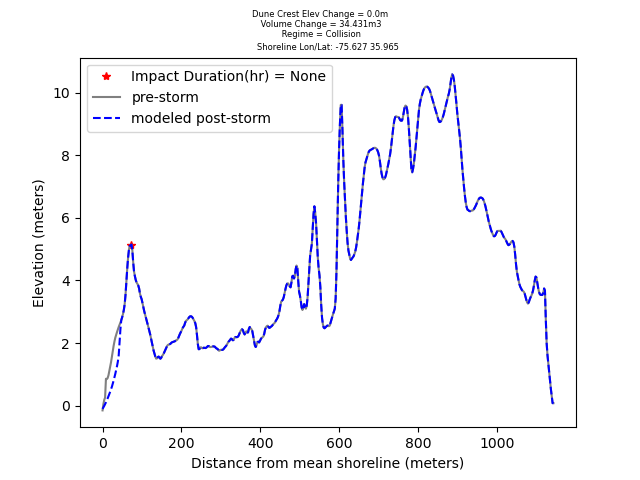 Dune Crest Elev Change = 0.0m
Volume Change = 34.431m3
Regime = Collision
Shoreline Lon/Lat: -75.627 35.965
Impact Duration(hr) = None
pre-storm
modeled post-storm
10
8
6
4
2
0
Elevation (meters)
0 200 400 600 800 1000
Distance from mean shoreline (meters)